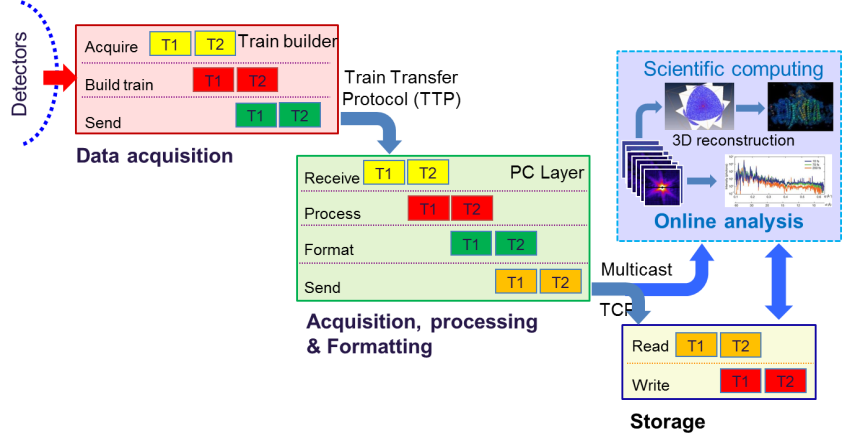 Detectors
Acquire T1 T2 Train builder
Build train T1 T2
Send T1 T2
Data acquisition
Train Transfer
Protocol (TTP)
Receive T1 T2 PC Layer
Process T1 T2
Format T1 T2
Send T1 T2
Acquisition, processing
& Formatting
Multicast
TCP
Scientific computing
3D reconstruction
Online analysis
Read T1 T2
Write T1 T2
Storage